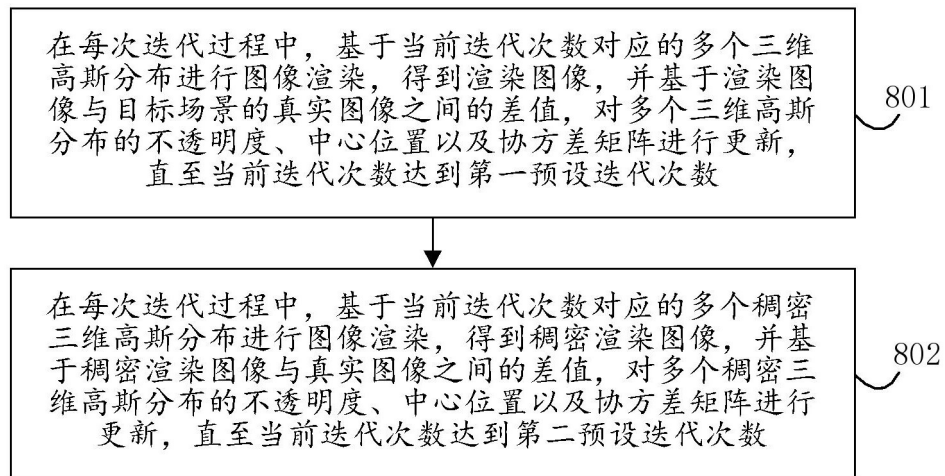 在每次迭代过程中，基于当前迭代次数对应的多个三维
高斯分布进行图像渲染，得到渲染图像，并基于渲染图
像与目标场景的真实图像之间的差值，对多个三维高斯
分布的不透明度、中心位置以及协方差矩阵进行更新，
直至当前迭代次数达到第一预设迭代次数
801
在每次迭代过程中，基于当前迭代次数对应的多个稠密
三维高斯分布进行图像渲染，得到稠密渲染图像，并基
于稠密渲染图像与真实图像之间的差值，对多个稠密三
维高斯分布的不透明度、中心位置以及协方差矩阵进行
更新，直至当前迭代次数达到第二预设迭代次数
802